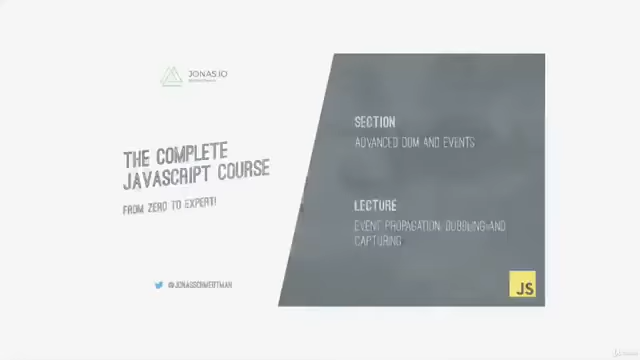 JONAS.IO
THE COMPLETE
JAVASCRIPT COURSE
FROM ZERO TO EXPERT!
@JONASSCHMEDTMAN
SECTION
ADVANCED DOM AND EVENTS
LECTURE
EVENT PROPAGATION: BUBBLING AND
CAPTURING
JS